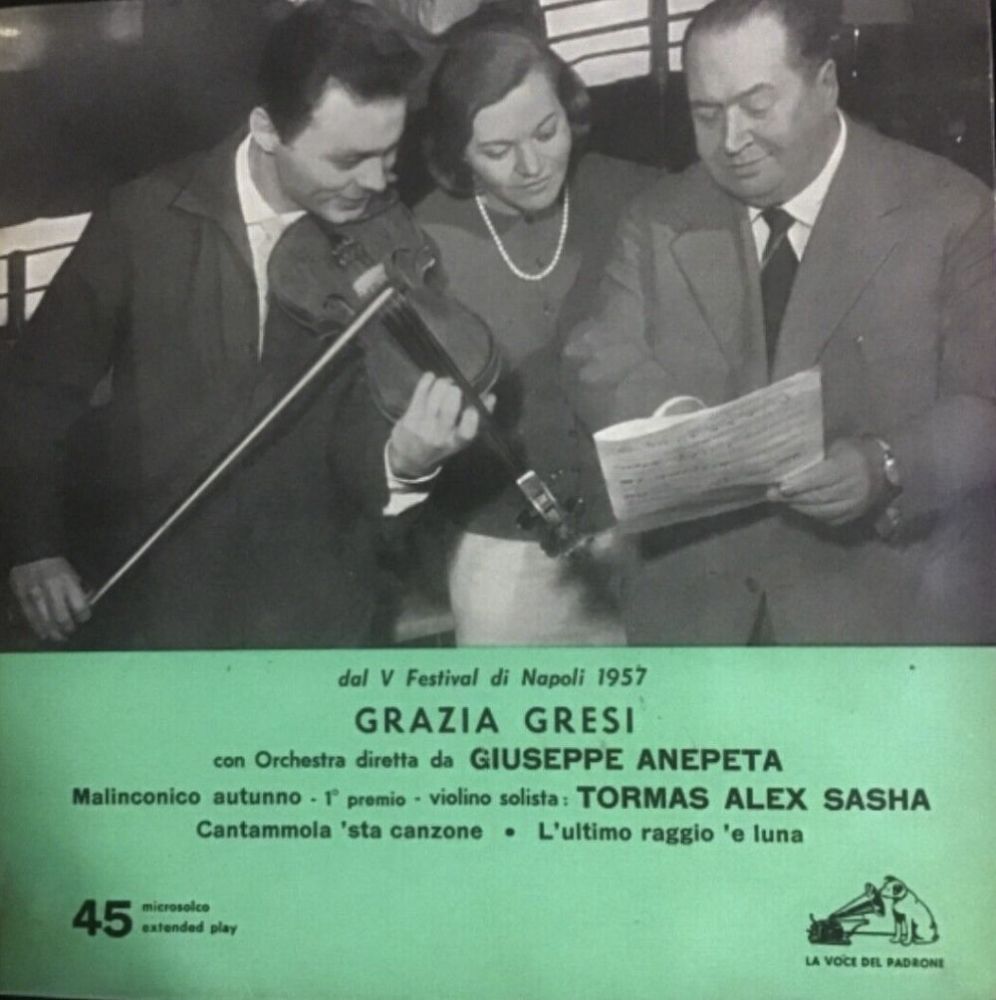 dal V Festival di Napoli 1957
GRAZIA GRESI
con Orchestra diretta da GIUSEPPE ANEPETA
Malinconico autunno - 1° premio - violino solista: TORMAS ALEX SASHA
Cantammola 'sta canzone • L'ultimo raggio 'e luna
45 microsolco
extended play
LA VOCE DEL PADRONE